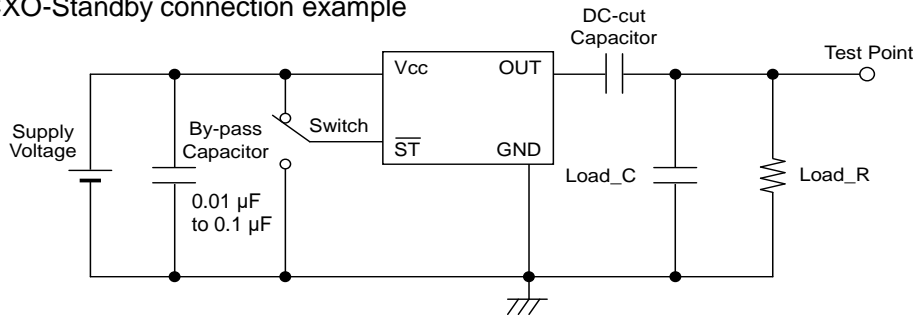 XO-Standby connection example
DC-cut
Capacitor
Test Point
Vcc
OUT
Supply
Voltage
By-pass
Capacitor
Switch
ST
GND
Load_C
Load_R
0.01 µF
to 0.1 µF